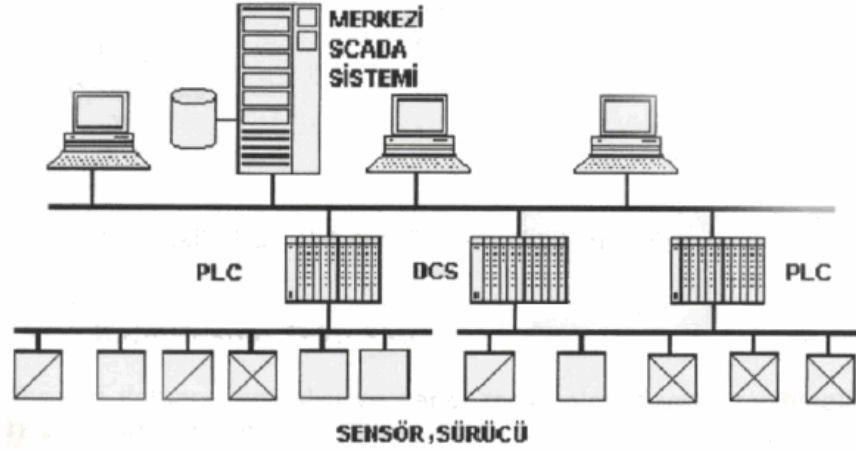 MERKEZİ
SCADA
SİSTEMİ
PLC
DCS
PLC
SENSÖR,SÜRÜCÜ